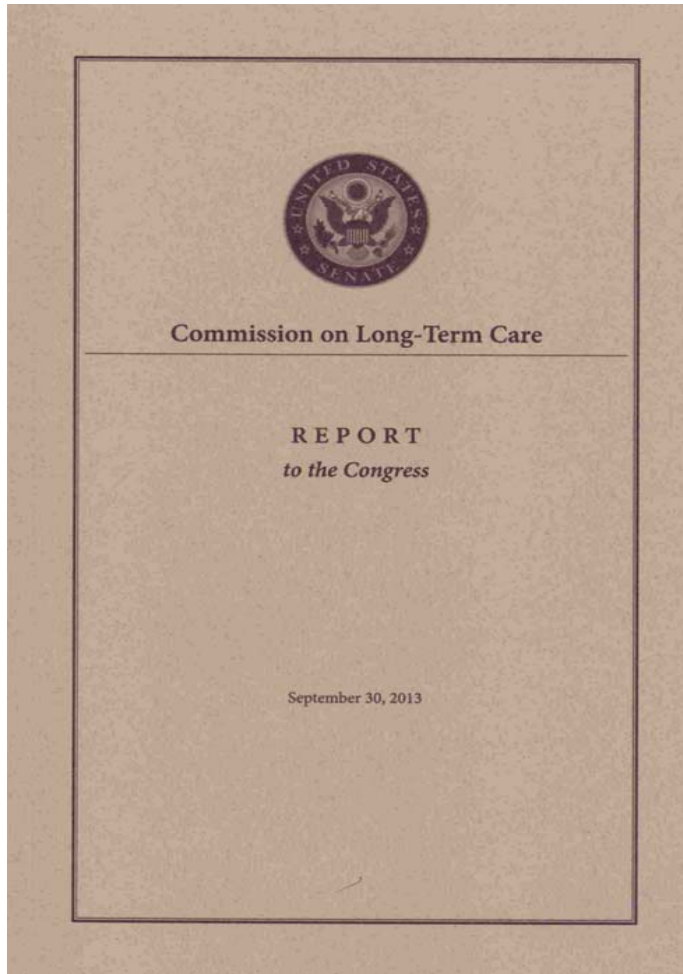 UNITED STATES
SENATE
Commission on Long-Term Care
REPORT
to the Congress
September 30, 2013